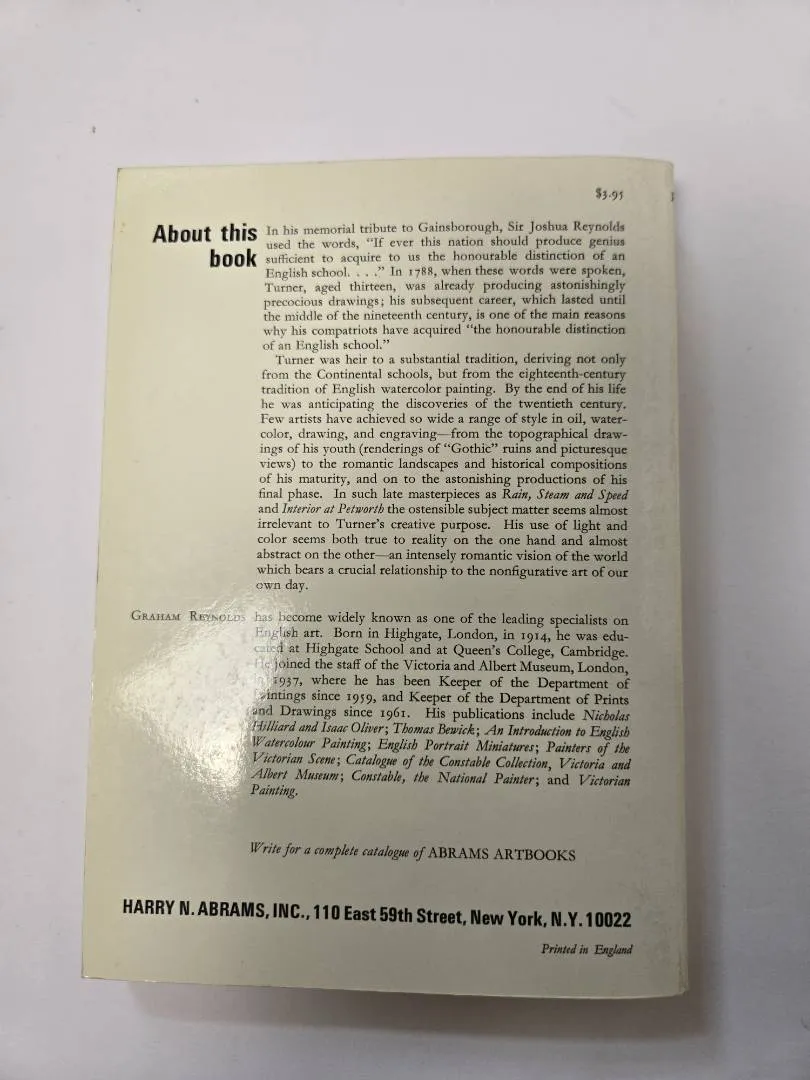 $3.95
About this
book
In his memorial tribute to Gainsborough, Sir Joshua Reynolds
used the words, “If ever this nation should produce genius
sufficient to acquire to us the honourable distinction of an
English school. . . .” In 1788, when these words were spoken,
Turner, aged thirteen, was already producing astonishingly
precocious drawings; his subsequent career, which lasted until
the middle of the nineteenth century, is one of the main reasons
why his compatriots have acquired “the honourable distinction
of an English school.”
Turner was heir to a substantial tradition, deriving not only
from the Continental schools, but from the eighteenth-century
tradition of English watercolor painting. By the end of his life
he was anticipating the discoveries of the twentieth century.
Few artists have achieved so wide a range of style in oil, water-
color, drawing, and engraving—from the topographical draw-
ings of his youth (renderings of “Gothic” ruins and picturesque
views) to the romantic landscapes and historical compositions
of his maturity, and on to the astonishing productions of his
final phase. In such late masterpieces as Rain, Steam and Speed
and Interior at Petworth the ostensible subject matter seems almost
irrelevant to Turner’s creative purpose. His use of light and
color seems both true to reality on the one hand and almost
abstract on the other—an intensely romantic vision of the world
which bears a crucial relationship to the nonfigurative art of our
own day.
GRAHAM REYNOLDS has become widely known as one of the leading specialists on
English art. Born in Highgate, London, in 1914, he was edu-
cated at Highgate School and at Queen’s College, Cambridge.
He joined the staff of the Victoria and Albert Museum, London,
in 1937, where he has been Keeper of the Department of
Paintings since 1959, and Keeper of the Department of Prints
and Drawings since 1961. His publications include Nicholas
Hilliard and Isaac Oliver; Thomas Bewick; An Introduction to English
Watercolour Painting; English Portrait Miniatures; Painters of the
Victorian Scene; Catalogue of the Constable Collection, Victoria and
Albert Museum; Constable, the National Painter; and Victorian
Painting.
Write for a complete catalogue of ABRAMS ARTBOOKS
HARRY N. ABRAMS, INC., 110 East 59th Street, New York, N.Y. 10022
Printed in England